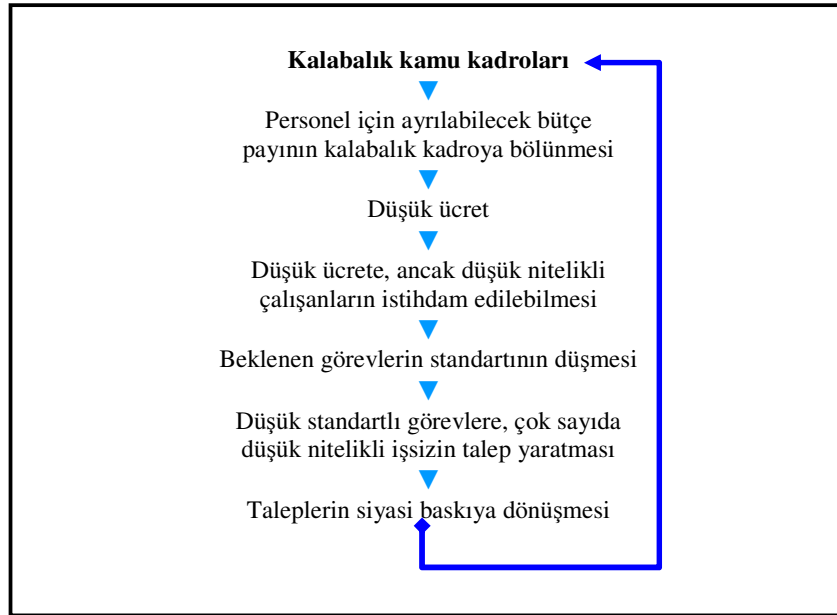 Kalabalık kamu kadroları
Personel için ayrılabilecek bütçe
payının kalabalık kadroya bölünmesi
Düşük ücret
Düşük ücrete, ancak düşük nitelikli
çalışanların istihdam edilebilmesi
Beklenen görevlerin standartının düşmesi
Düşük standartlı görevlere, çok sayıda
düşük nitelikli işsizin talep yaratması
Taleplerin siyasi baskıya dönüşmesi